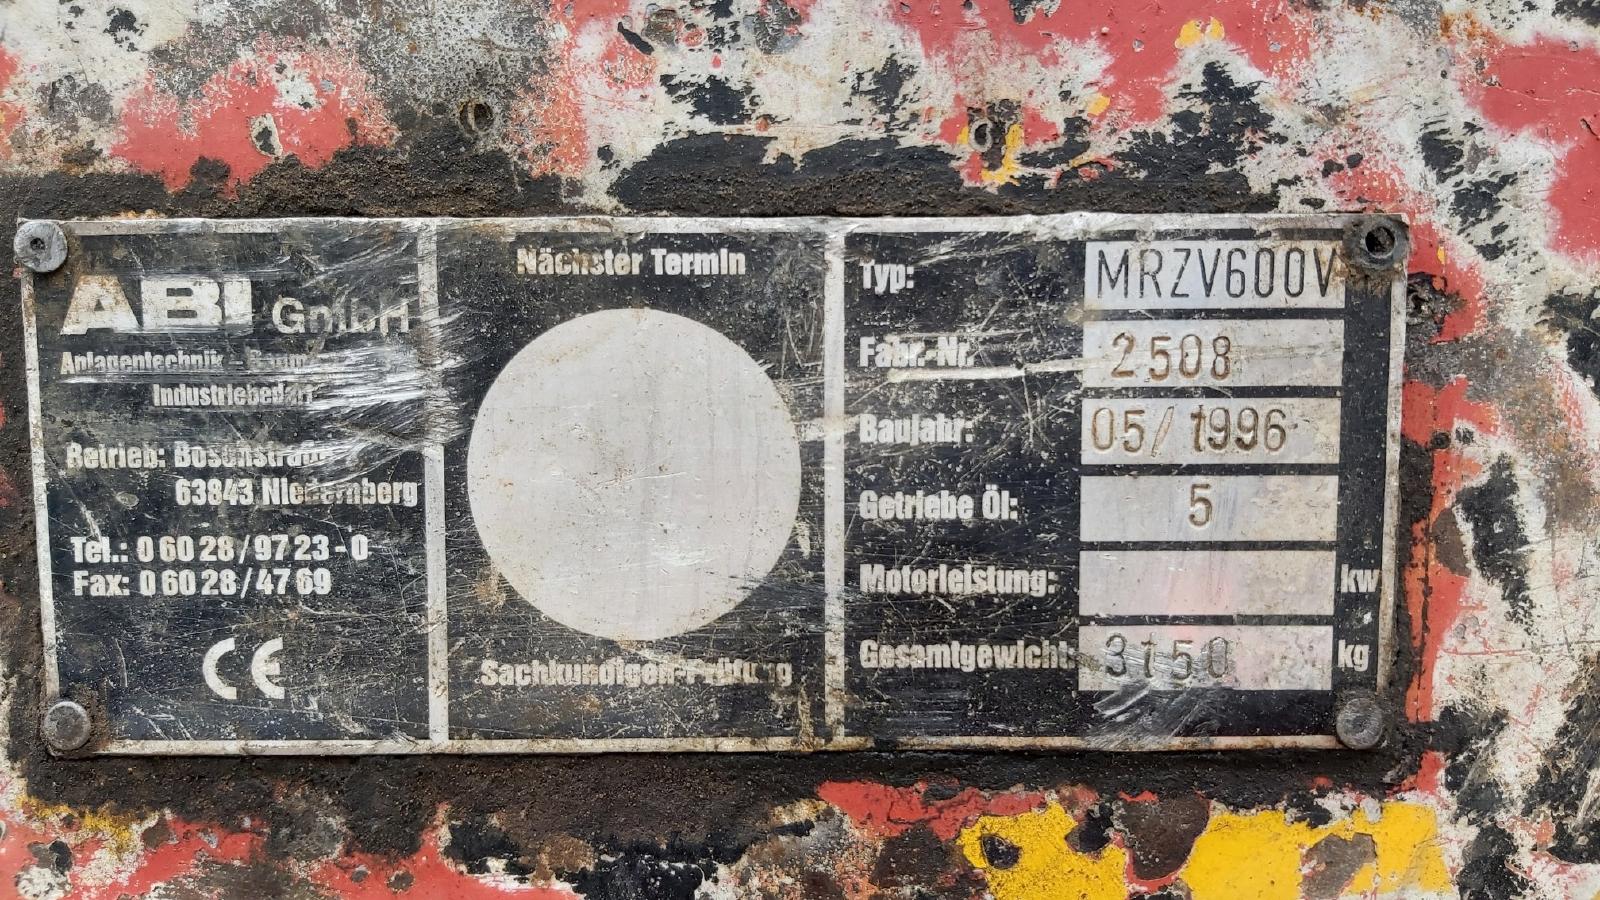 ABI GmbH
Anlagentechnik -
Industriebedarf
Betrieb: Boschstraße
63843 Niedernberg
Tel.: 0 60 28 / 97 23 - 0
Fax: 0 60 28 / 47 69
CE
Nächster Termin
Sachkundigen-Prüfung
Typ: MRZV600V
Fabr.-Nr. 2508
Baujahr: 05/1996
Getriebe Öl: 5
Motorleistung: kw
Gesamtgewicht: 3150 kg